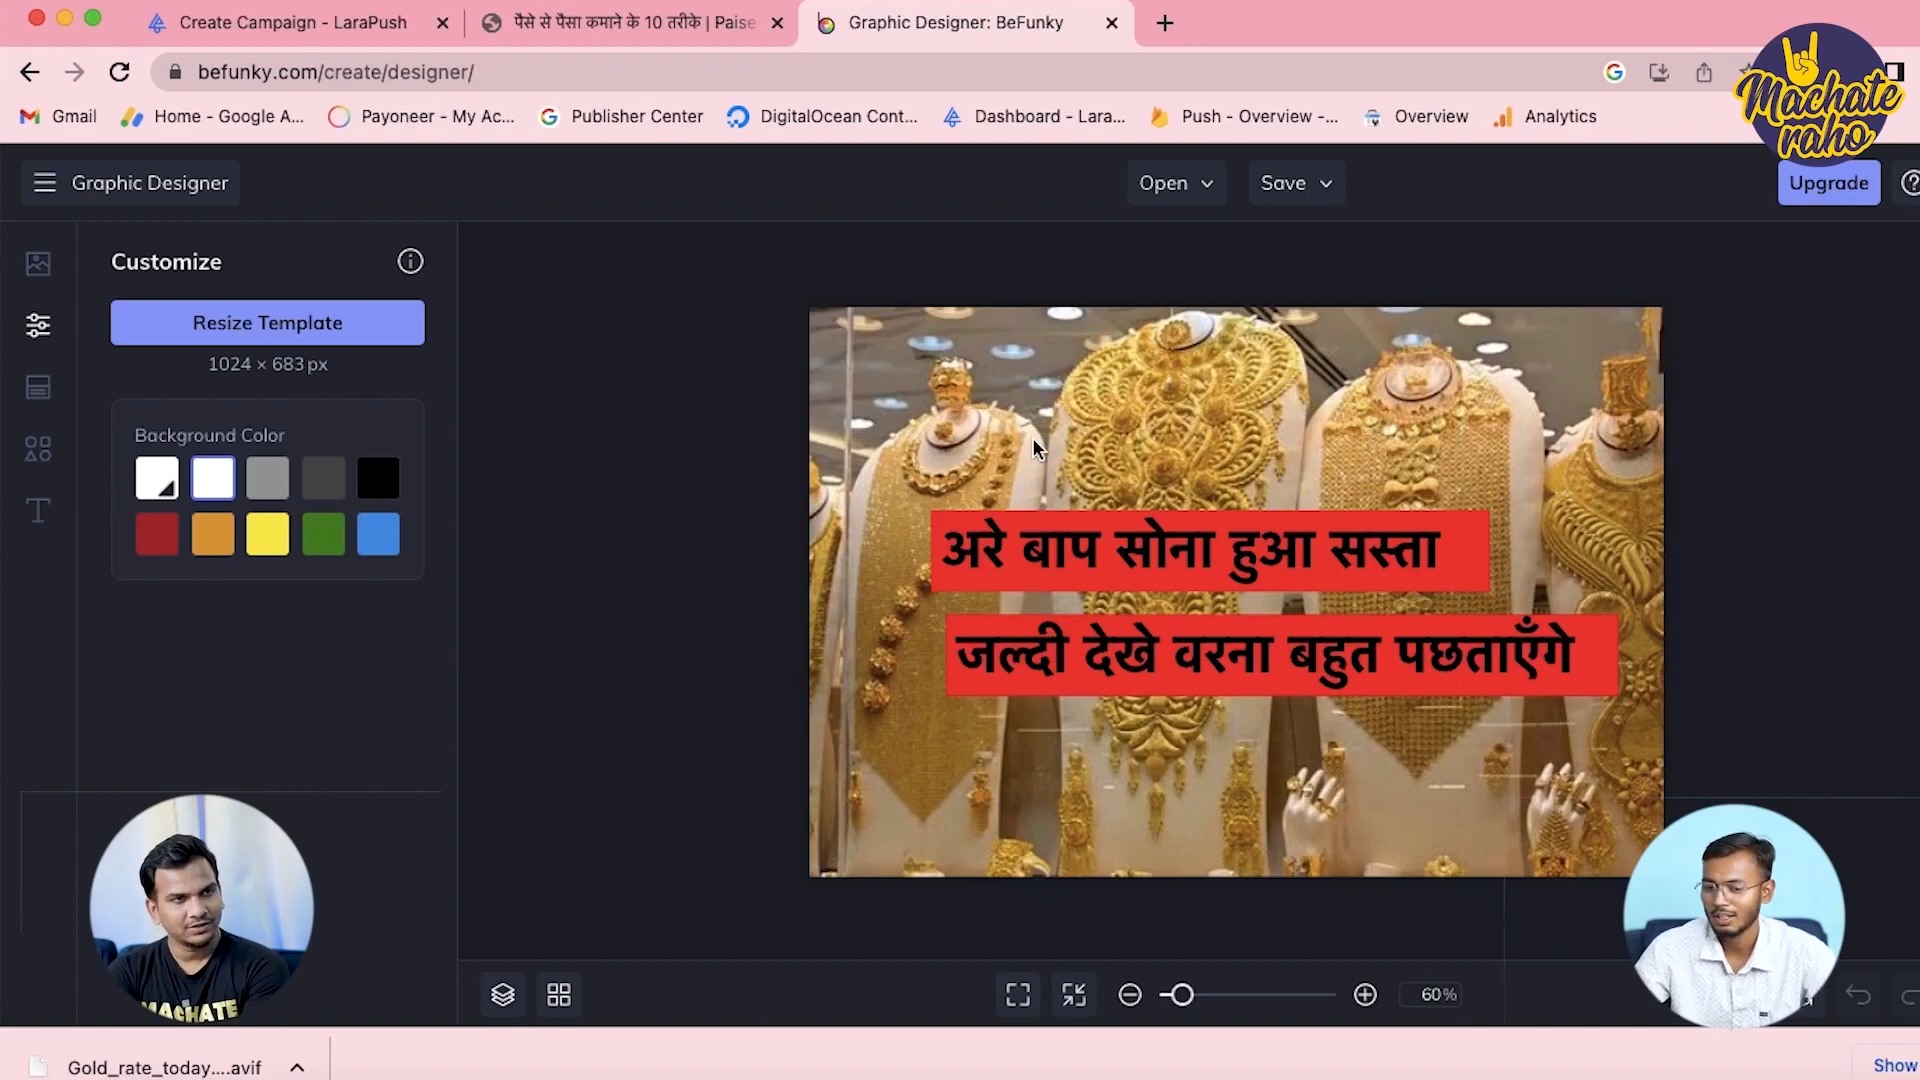 Create Campaign - LaraPush
पैसे से पैसा कमाने के 10 तरीके | Paise
Graphic Designer: BeFunky
befunky.com/create/designer/
Gmail
Home - Google A...
Payoneer - My Ac...
Publisher Center
DigitalOcean Cont...
Dashboard - Lara...
Push - Overview -...
Overview
Analytics
Machate
raho
Graphic Designer
Open
Save
Upgrade
Customize
Resize Template
1024 × 683 px
Background Color
अरे बाप सोना हुआ सस्ता
जल्दी देखे वरना बहुत पछताएँगे
MACHATE
60%
Gold_rate_today....avif
Show